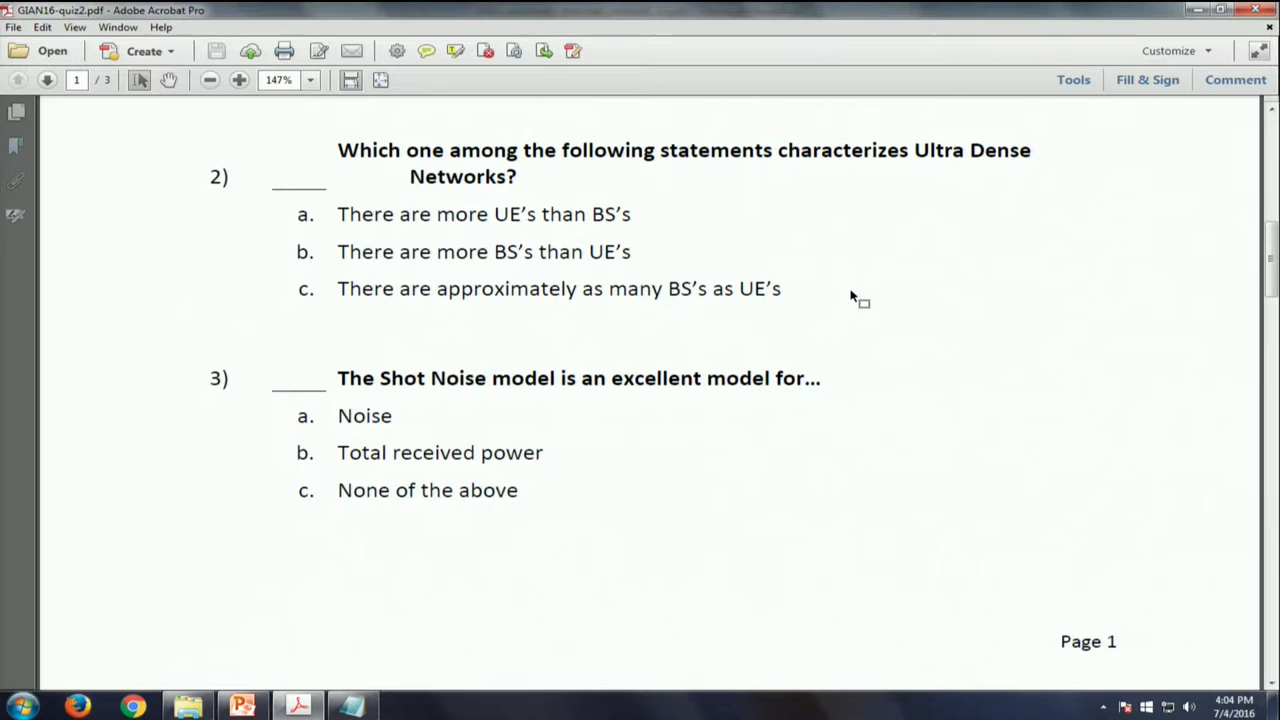 GIAN16-quiz2.pdf - Adobe Acrobat Pro
File Edit View Window Help
Open Create Customize
1 / 3 147% Tools Fill & Sign Comment
Which one among the following statements characterizes Ultra Dense
2) _____ Networks?
a. There are more UE’s than BS’s
b. There are more BS’s than UE’s
c. There are approximately as many BS’s as UE’s
3) _____ The Shot Noise model is an excellent model for...
a. Noise
b. Total received power
c. None of the above
Page 1
4:04 PM
7/4/2016